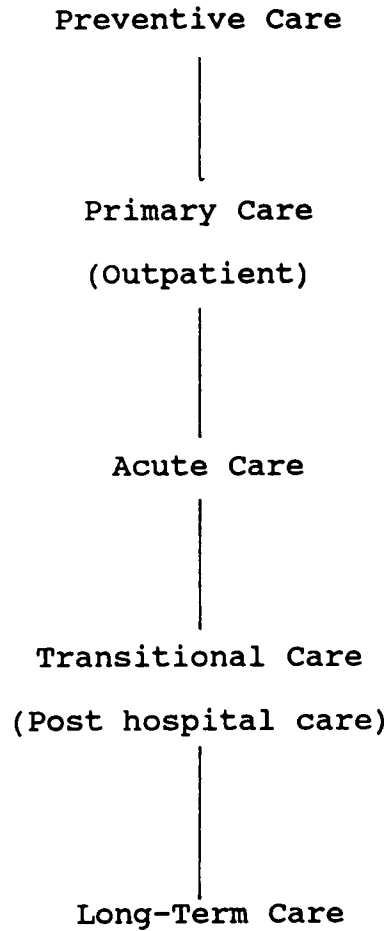 Preventive Care
Primary Care
(Outpatient)
Acute Care
Transitional Care
(Post hospital care)
Long-Term Care